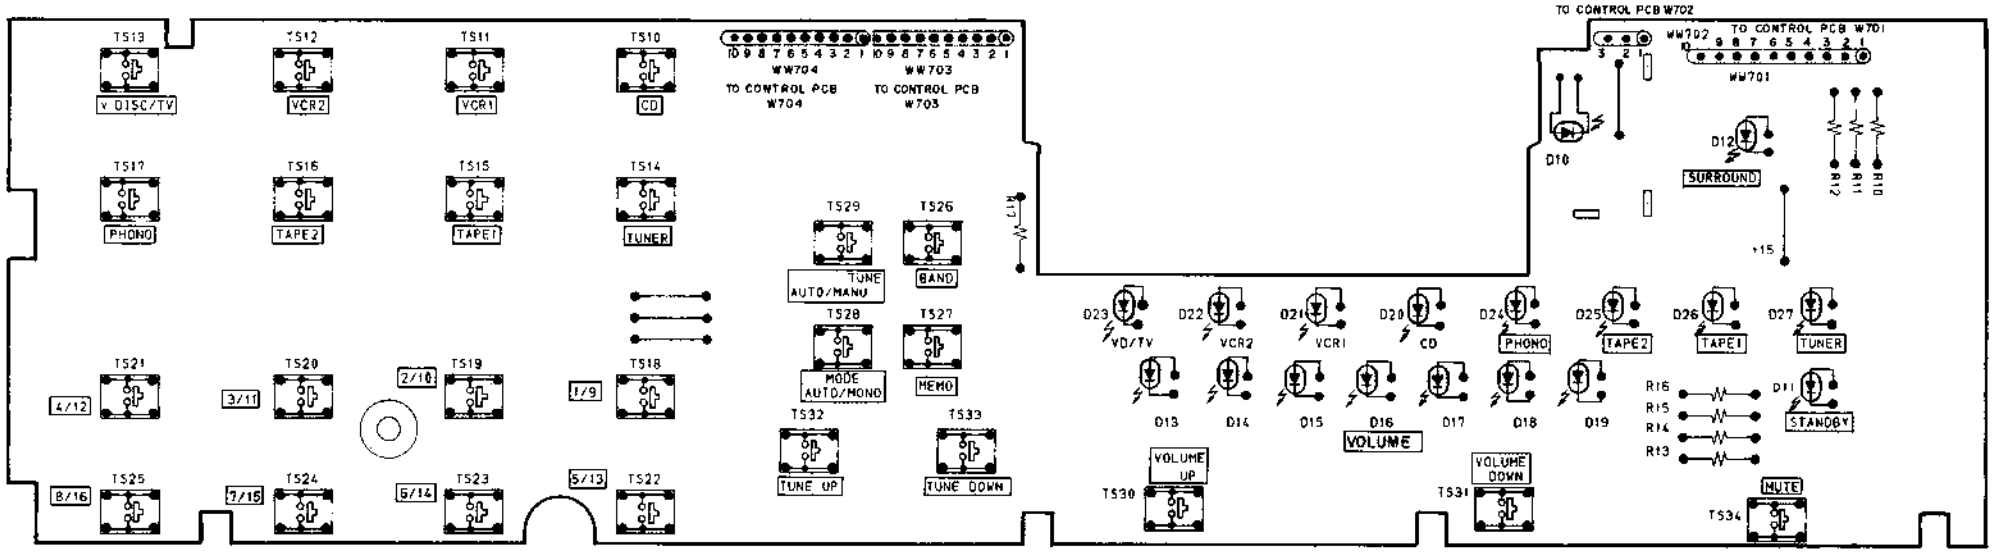 TO CONTROL PCB W702
TO CONTROL PCB W701
TS13 TS12 TS11 TS10
10 9 8 7 6 5 4 3 2 1 10 9 8 7 6 5 4 3 2 1
WW704 WW703
TO CONTROL PCB TO CONTROL PCB
W704 W703
3 2 1 WW702
10 9 8 7 6 5 4 3 2 1
WW701
V DISC/TV VCR2 VCR1 CD
D10 D12
SURROUND
R12 R11 R10
TS17 TS16 TS15 TS14
PHONO TAPE2 TAPE1 TUNER
R17
TS29 TS26
TUNE BAND
AUTO/MANU
+15
TS28 TS27
MODE MEMO
AUTO/MONO
D23 D22 D21 D20 D24 D25 D26 D27
VD/TV VCR2 VCR1 CD PHONO TAPE2 TAPE1 TUNER
TS21 TS20 TS19 TS18
4/12 3/11 2/10 1/9
D13 D14 D15 D16 D17 D18 D19
VOLUME
R16
R15
R14
R13
D11
STANDBY
TS32 TS33
TUNE UP TUNE DOWN
VOLUME
UP
VOLUME
DOWN
TS25 TS24 TS23 TS22
8/16 7/15 6/14 5/13
TS30 TS31
MUTE
TS34